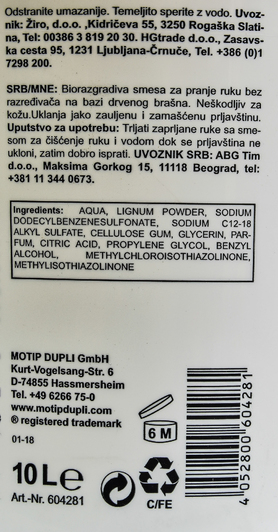 Odstranite umazanije. Temeljito sperite z vodo. Uvoz-
nik: Žiro, d.o.o. ,Kidričeva 55, 3250 Rogaška Slati-
na, Tel: 00386 3 819 20 30. HGtrade d.o.o., Zasavs-
ka cesta 95, 1231 Ljubljana-Črnuče, Tel. +386 (0)1
7298 200.
SRB/MNE: Biorazgradiva smesa za pranje ruku bez
razređivača na bazi drvenog brašna. Neškodljiv za
kožu.Uklanja jako zauljenu i zamašćenu prljavštinu.
Uputstvo za upotrebu: Trljati zaprljane ruke sa sme-
som za čišćenje ruku i vodom dok se prljavština ne
ukloni, zatim dobro isprati. UVOZNIK SRB: ABG Tim
d.o.o., Maksima Gorkog 15, 11118 Beograd, tel:
+381 11 344 0673.
Ingredients: AQUA, LIGNUM POWDER, SODIUM
DODECYLBENZENESULFONATE, SODIUM C12-18
ALKYL SULFATE, CELLULOSE GUM, GLYCERIN, PAR-
FUM, CITRIC ACID, PROPYLENE GLYCOL, BENZYL
ALCOHOL, METHYLCHLOROISOTHIAZOLINONE,
METHYLISOTHIAZOLINONE
MOTIP DUPLI GmbH
Kurt-Vogelsang-Str. 6
D-74855 Hassmersheim
Tel. +49 6266 75-0
www.motipdupli.com
® registered trademark
01-18
6 M
10 L e
Art.-Nr. 604281
C/FE
4 052800 604281